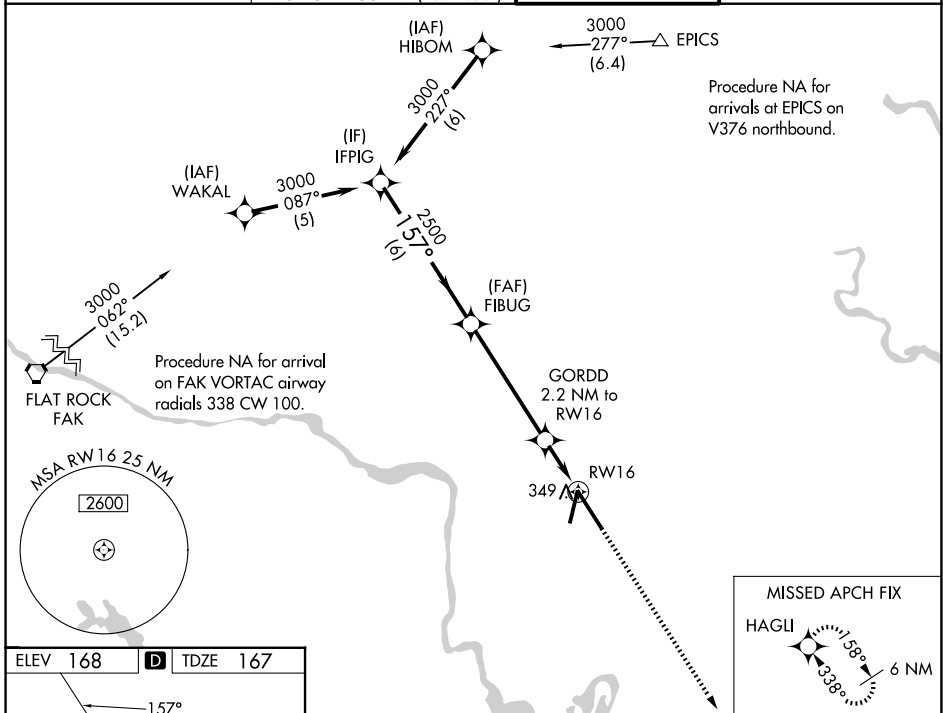 (IAF)
HIBOM
3000
277°
(6.4)
EPICS
Procedure NA for
arrivals at EPICS on
V376 northbound.
3000
227°
(6)
(IF)
IFPIG
(IAF)
WAKAL
3000
087°
(5)
2500
157°
(6)
(FAF)
FIBUG
3000
062°
(15.2)
Procedure NA for arrival
on FAK VORTAC airway
radials 338 CW 100.
FLAT ROCK
FAK
GORDD
2.2 NM to
RW16
RW16
349
MSA RW16 25 NM
2600
MISSED APCH FIX
HAGLI
158°
338°
6 NM
ELEV 168 D TDZE 167
157°